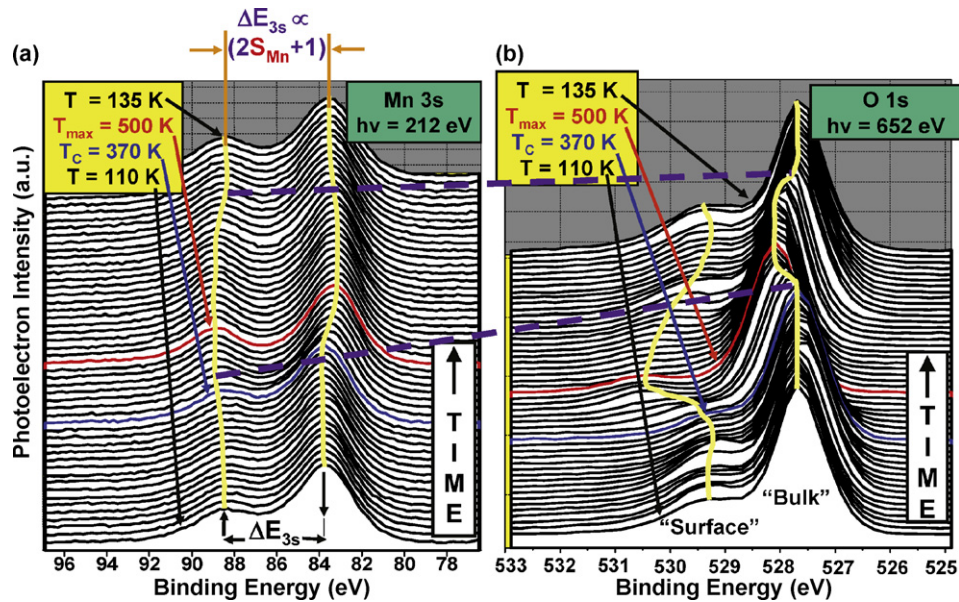 ΔE3s ∝
(2SMn+1)
(a)
T = 135 K
Tmax = 500 K
TC = 370 K
T = 110 K
Mn 3s
hν = 212 eV
Photoelectron Intensity (a.u.)
TIME
ΔE3s
96 94 92 90 88 86 84 82 80 78
Binding Energy (eV)
(b)
T = 135 K
Tmax = 500 K
TC = 370 K
T = 110 K
O 1s
hν = 652 eV
TIME
“Bulk”
“Surface”
533 532 531 530 529 528 527 526 525
Binding Energy (eV)